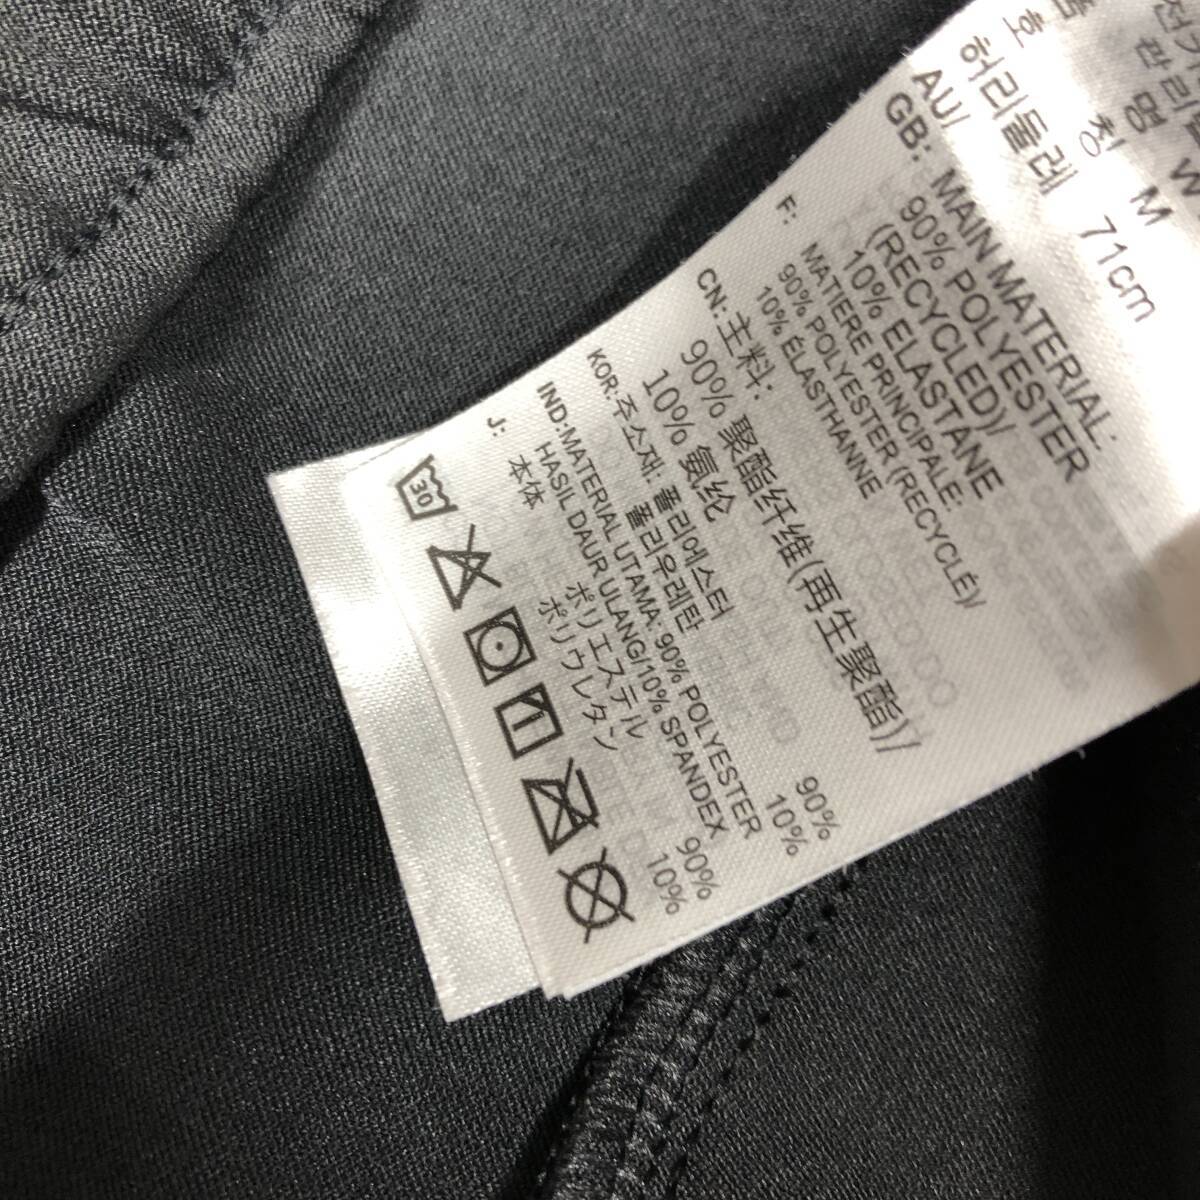 허리둘레 71cm
AU/
GB: MAIN MATERIAL:
90% POLYESTER
(RECYCLED)/
10% ELASTANE
F: MATIERE PRINCIPALE:
90% POLYESTER (RECYCLÉ)/
10% ÉLASTHANNE
CN: 主料:
90% 聚酯纤维(再生聚酯)/
10% 氨纶
KOR:주소재: 폴리에스터 90%
폴리우레탄 10%
IND:MATERIAL UTAMA: 90% POLYESTER
HASIL DAUR ULANG/10% SPANDEX
J: 本体 ポリエステル 90%
ポリウレタン 10%
30